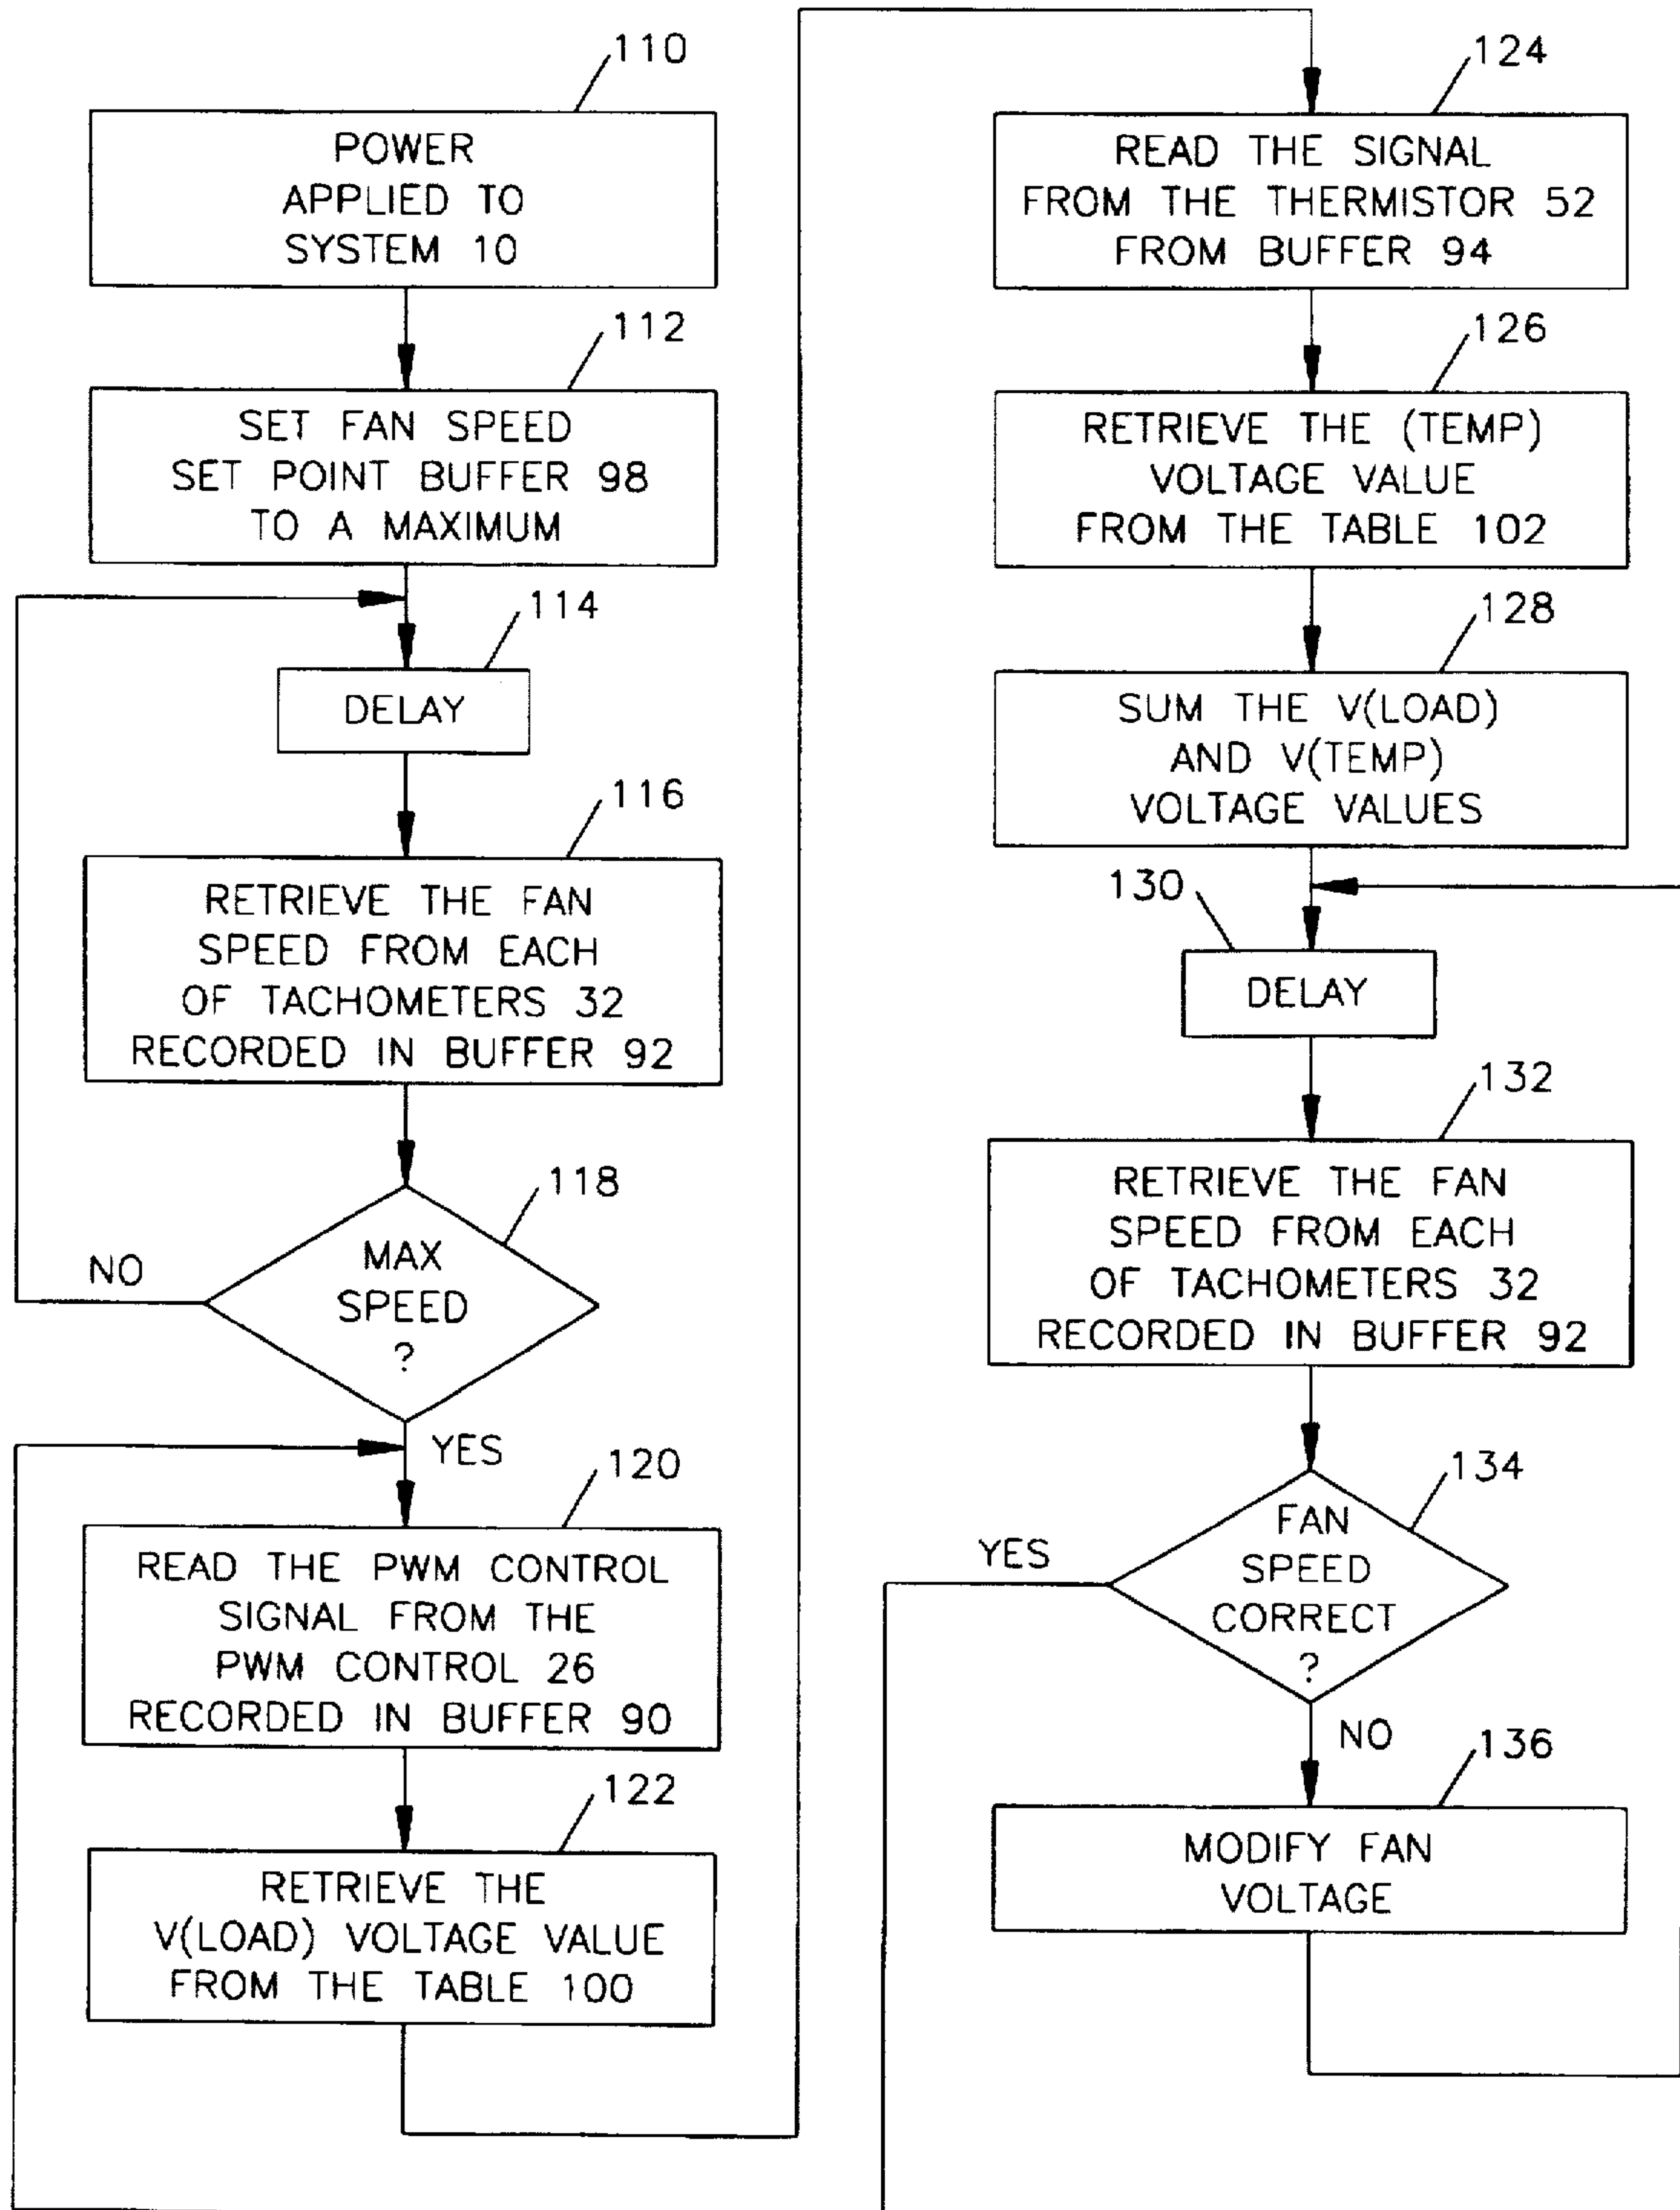 110
POWER
APPLIED TO
SYSTEM 10
112
SET FAN SPEED
SET POINT BUFFER 98
TO A MAXIMUM
114
DELAY
116
RETRIEVE THE FAN
SPEED FROM EACH
OF TACHOMETERS 32
RECORDED IN BUFFER 92
118
MAX
SPEED
?
NO
YES
120
READ THE PWM CONTROL
SIGNAL FROM THE
PWM CONTROL 26
RECORDED IN BUFFER 90
122
RETRIEVE THE
V(LOAD) VOLTAGE VALUE
FROM THE TABLE 100
124
READ THE SIGNAL
FROM THE THERMISTOR 52
FROM BUFFER 94
126
RETRIEVE THE (TEMP)
VOLTAGE VALUE
FROM THE TABLE 102
128
SUM THE V(LOAD)
AND V(TEMP)
VOLTAGE VALUES
130
DELAY
132
RETRIEVE THE FAN
SPEED FROM EACH
OF TACHOMETERS 32
RECORDED IN BUFFER 92
134
FAN
SPEED
CORRECT
?
YES
NO
136
MODIFY FAN
VOLTAGE